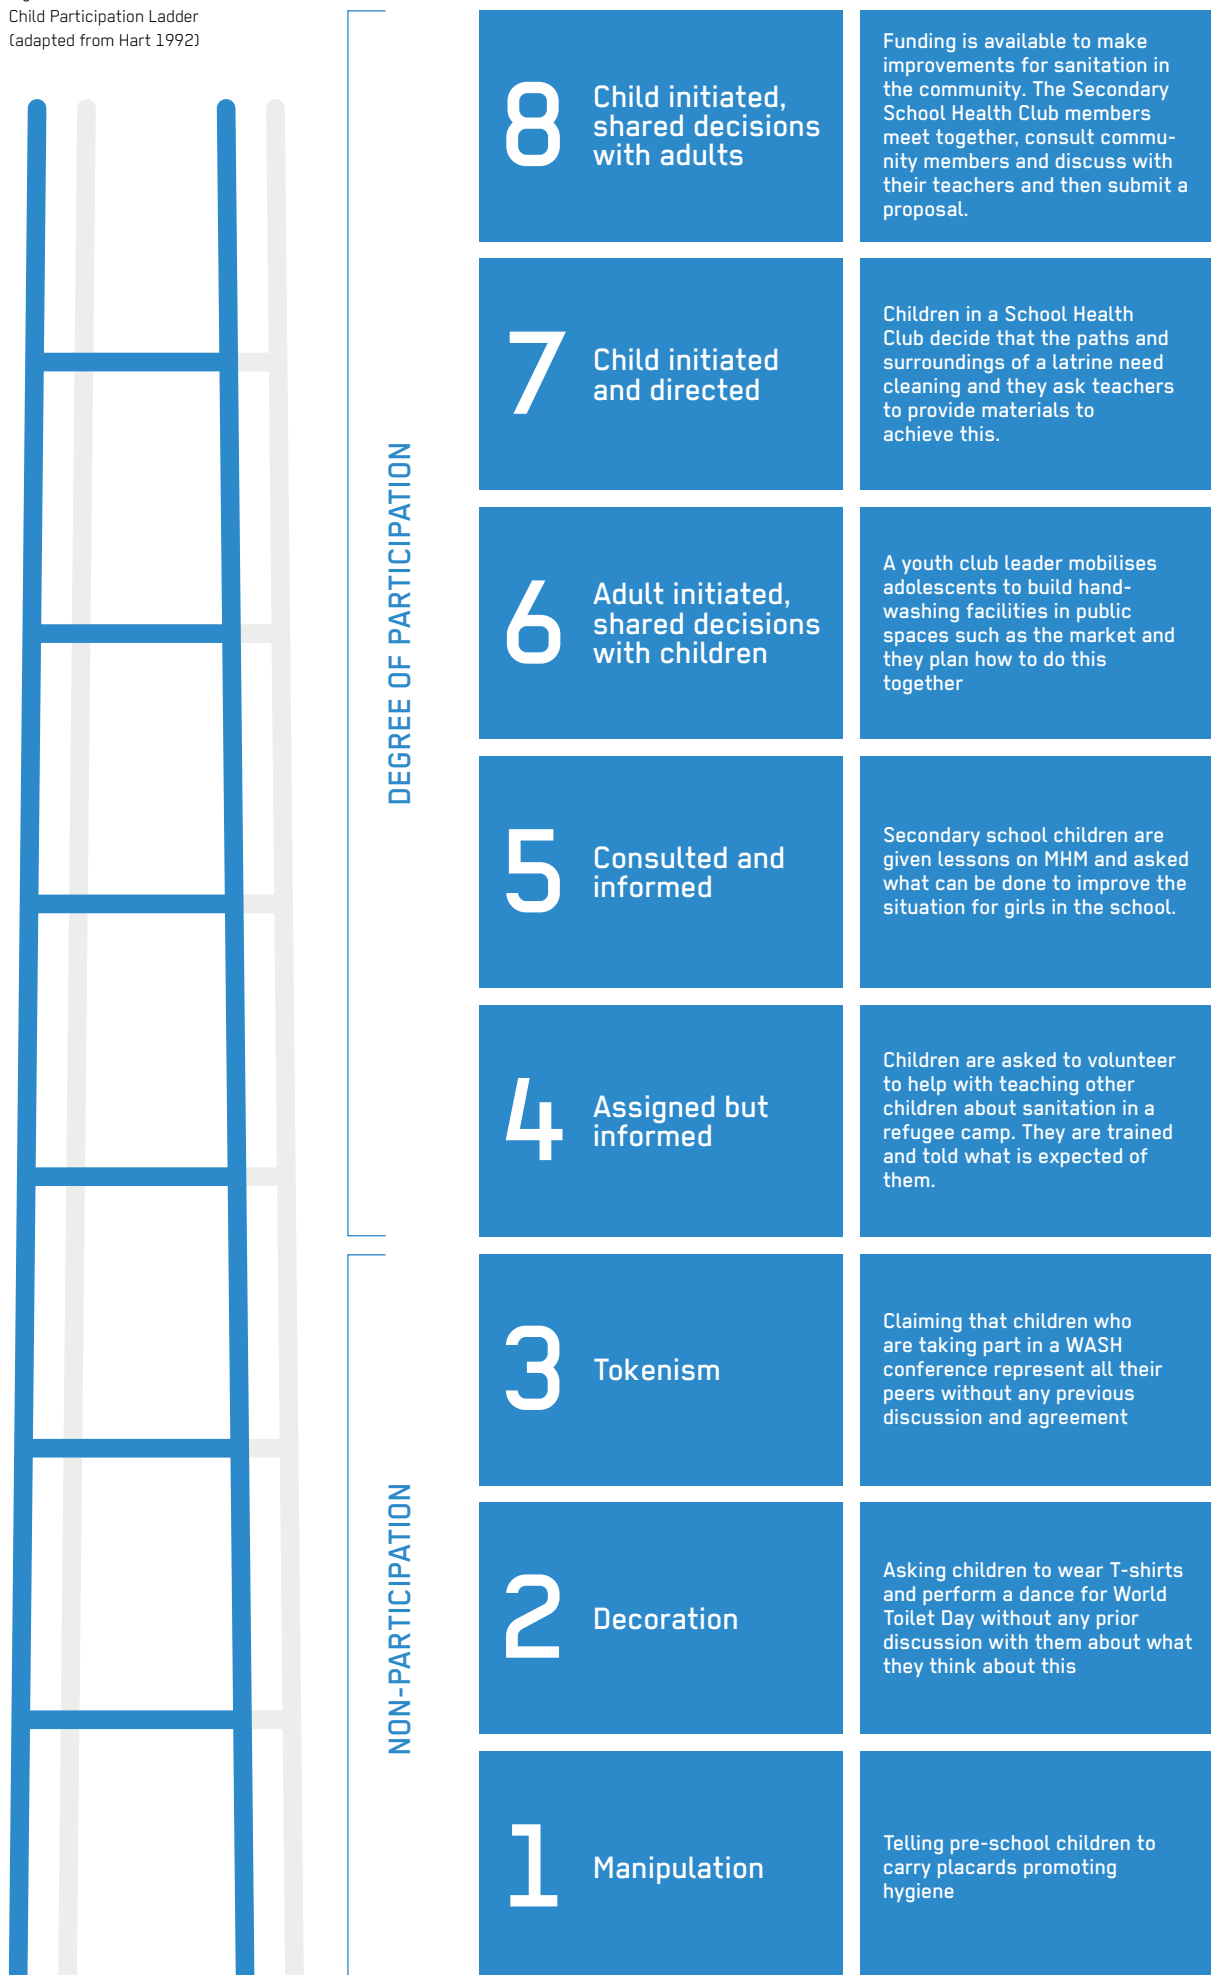 Child Participation Ladder
(adapted from Hart 1992)
8
Child initiated,
shared decisions
with adults
Funding is available to make
improvements for sanitation in
the community. The Secondary
School Health Club members
meet together, consult commu-
nity members and discuss with
their teachers and then submit a
proposal.
7
Child initiated
and directed
Children in a School Health
Club decide that the paths and
surroundings of a latrine need
cleaning and they ask teachers
to provide materials to
achieve this.
DEGREE OF PARTICIPATION
6
Adult initiated,
shared decisions
with children
A youth club leader mobilises
adolescents to build hand-
washing facilities in public
spaces such as the market and
they plan how to do this
together
5
Consulted and
informed
Secondary school children are
given lessons on MHM and asked
what can be done to improve the
situation for girls in the school.
4
Assigned but
informed
Children are asked to volunteer
to help with teaching other
children about sanitation in a
refugee camp. They are trained
and told what is expected of
them.
3
Tokenism
Claiming that children who
are taking part in a WASH
conference represent all their
peers without any previous
discussion and agreement
NON-PARTICIPATION
2
Decoration
Asking children to wear T-shirts
and perform a dance for World
Toilet Day without any prior
discussion with them about what
they think about this
1
Manipulation
Telling pre-school children to
carry placards promoting
hygiene